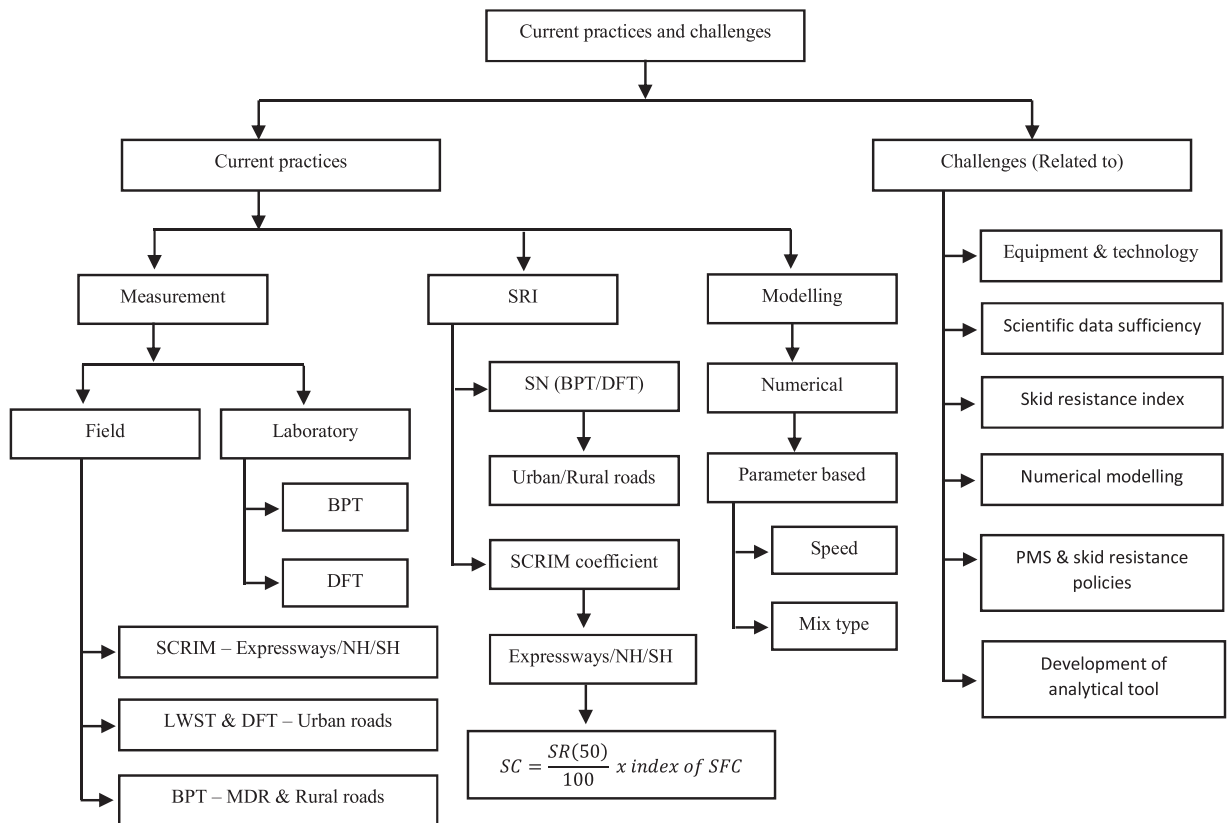 Current practices and challenges
Current practices
Challenges (Related to)
Measurement
SRI
Modelling
Equipment & technology
Scientific data sufficiency
Skid resistance index
Numerical modelling
PMS & skid resistance
policies
Development of
analytical tool
Field
Laboratory
BPT
DFT
SCRIM – Expressways/NH/SH
LWST & DFT – Urban roads
BPT – MDR & Rural roads
SN (BPT/DFT)
Urban/Rural roads
SCRIM coefficient
Expressways/NH/SH
SC = SR(50)/100 x index of SFC
Numerical
Parameter based
Speed
Mix type